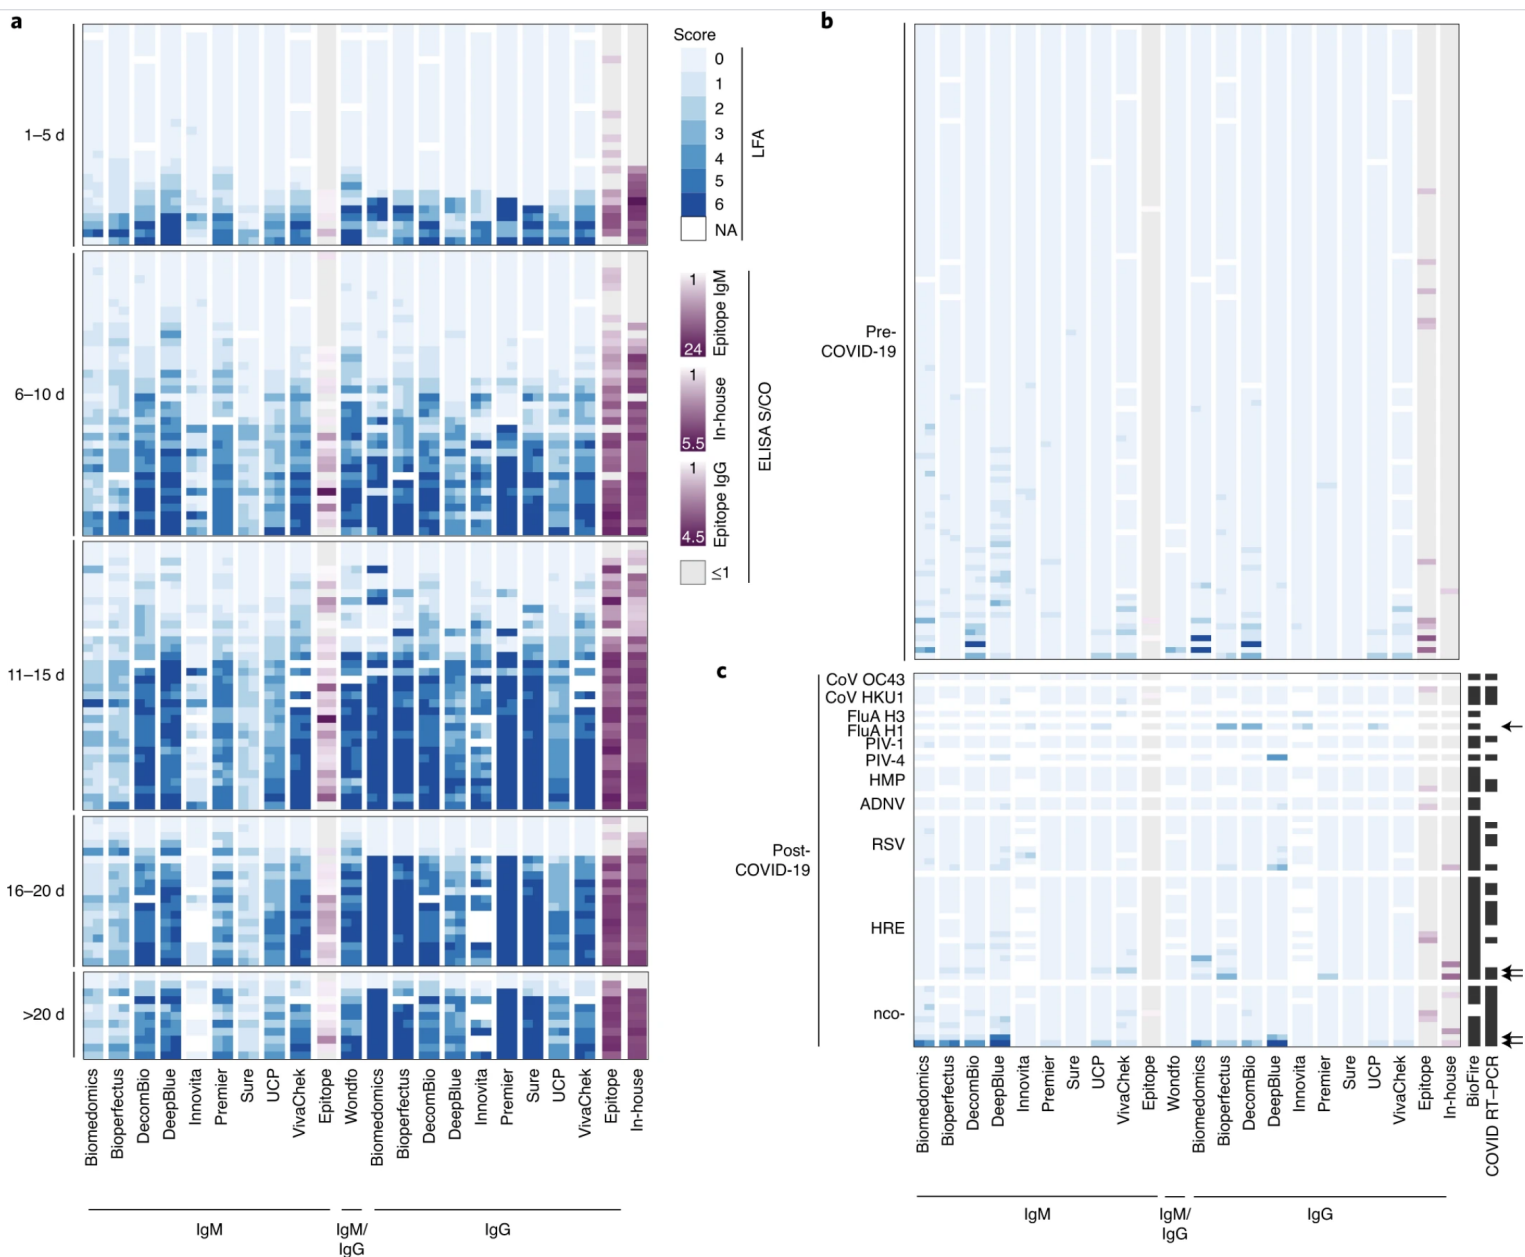 a
1–5 d
6–10 d
11–15 d
16–20 d
>20 d
Biomedomics
Bioperfectus
DecomBio
DeepBlue
Innovita
Premier
Sure
UCP
VivaChek
Epitope
Wondfo
Biomedomics
Bioperfectus
DecomBio
DeepBlue
Innovita
Premier
Sure
UCP
VivaChek
Epitope
In-house
IgM
IgM/
IgG
IgG
Score
0
1
2
3
4
5
6
NA
LFA
1
24
Epitope IgM
1
5.5
In-house
1
4.5
Epitope IgG
≤1
ELISA S/CO
b
Pre-
COVID-19
c
Post-
COVID-19
CoV OC43
CoV HKU1
FluA H3
FluA H1
PIV-1
PIV-4
HMP
ADNV
RSV
HRE
nco-
Biomedomics
Bioperfectus
DecomBio
DeepBlue
Innovita
Premier
Sure
UCP
VivaChek
Epitope
Wondfo
Biomedomics
Bioperfectus
DecomBio
DeepBlue
Innovita
Premier
Sure
UCP
VivaChek
Epitope
In-house
BioFire
COVID RT–PCR
IgM
IgM/
IgG
IgG